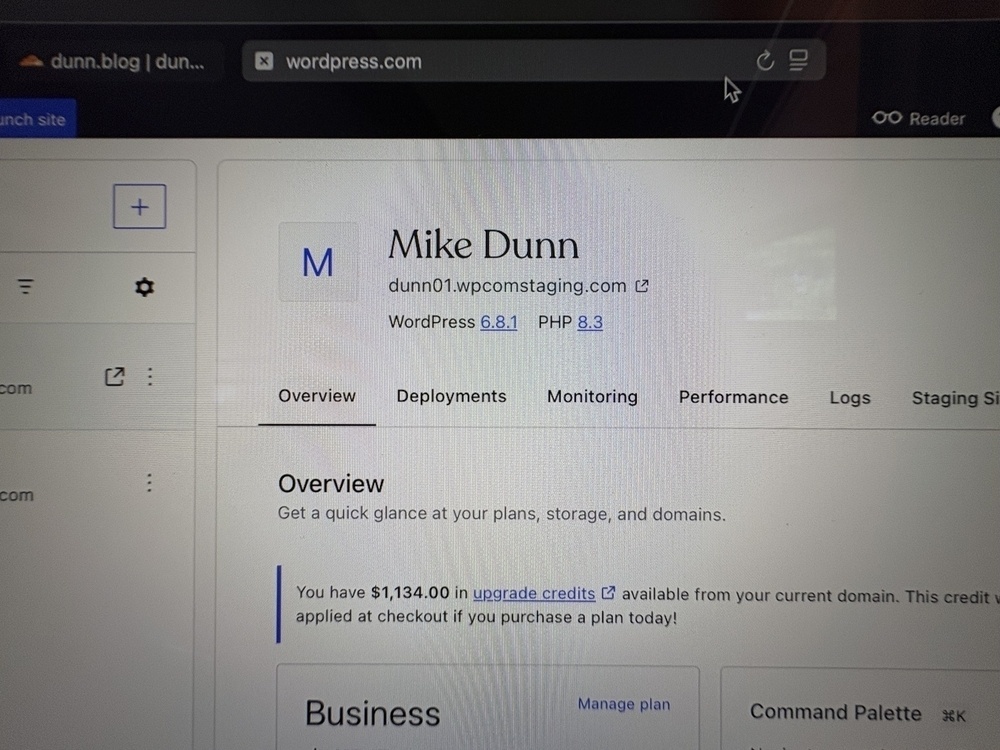 dunn.blog | dun...
wordpress.com
unch site
Reader
M
Mike Dunn
dunn01.wpcomstaging.com
WordPress 6.8.1 PHP 8.3
com
Overview Deployments Monitoring Performance Logs Staging Si
com
Overview
Get a quick glance at your plans, storage, and domains.
You have $1,134.00 in upgrade credits available from your current domain. This credit
applied at checkout if you purchase a plan today!
Business
Manage plan
Command Palette ⌘K